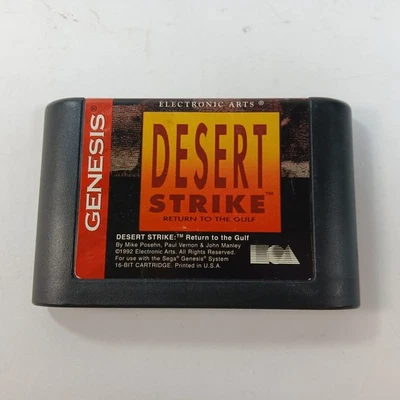 GENESIS
ELECTRONIC ARTS ®
DESERT
STRIKE™
RETURN TO THE GULF
DESERT STRIKE:™ Return to the Gulf
By Mike Posehn, Paul Vernon & John Manley
©1992 Electronic Arts. All Rights Reserved.
For use with the Sega® Genesis™ System
16-BIT CARTRIDGE. Printed in U.S.A.
EA